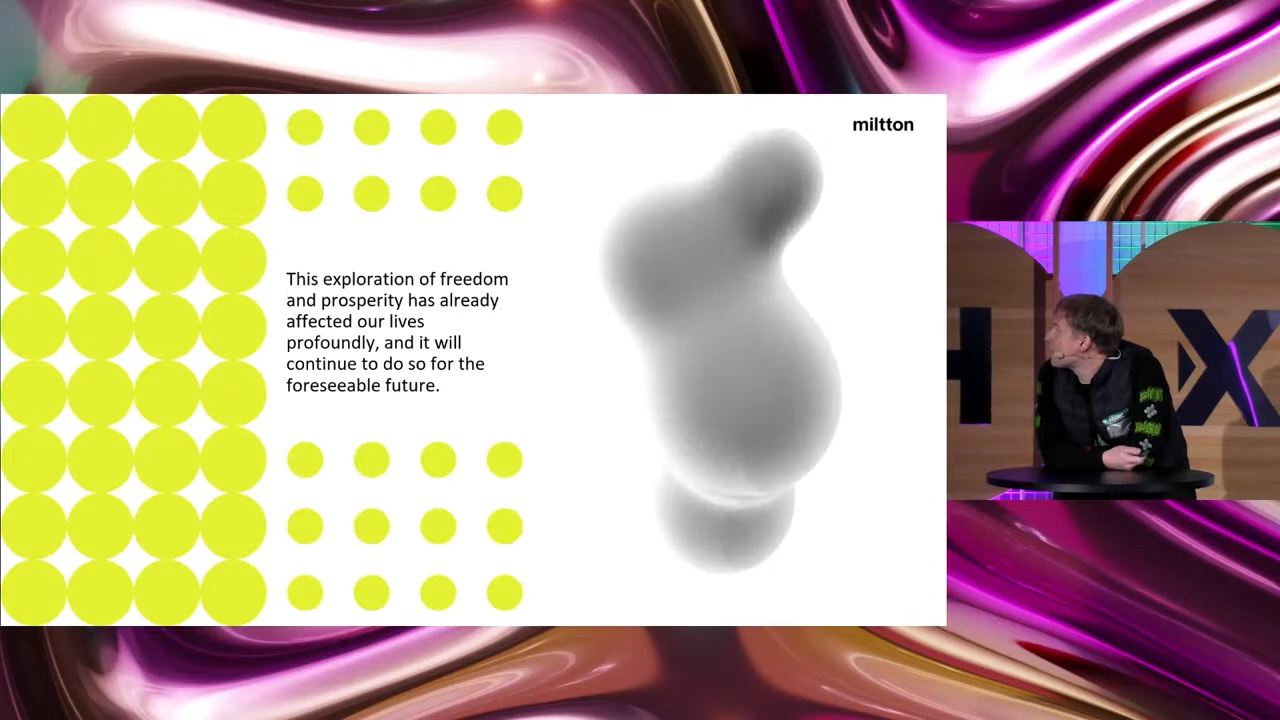 miltton
This exploration of freedom
and prosperity has already
affected our lives
profoundly, and it will
continue to do so for the
foreseeable future.
H
X